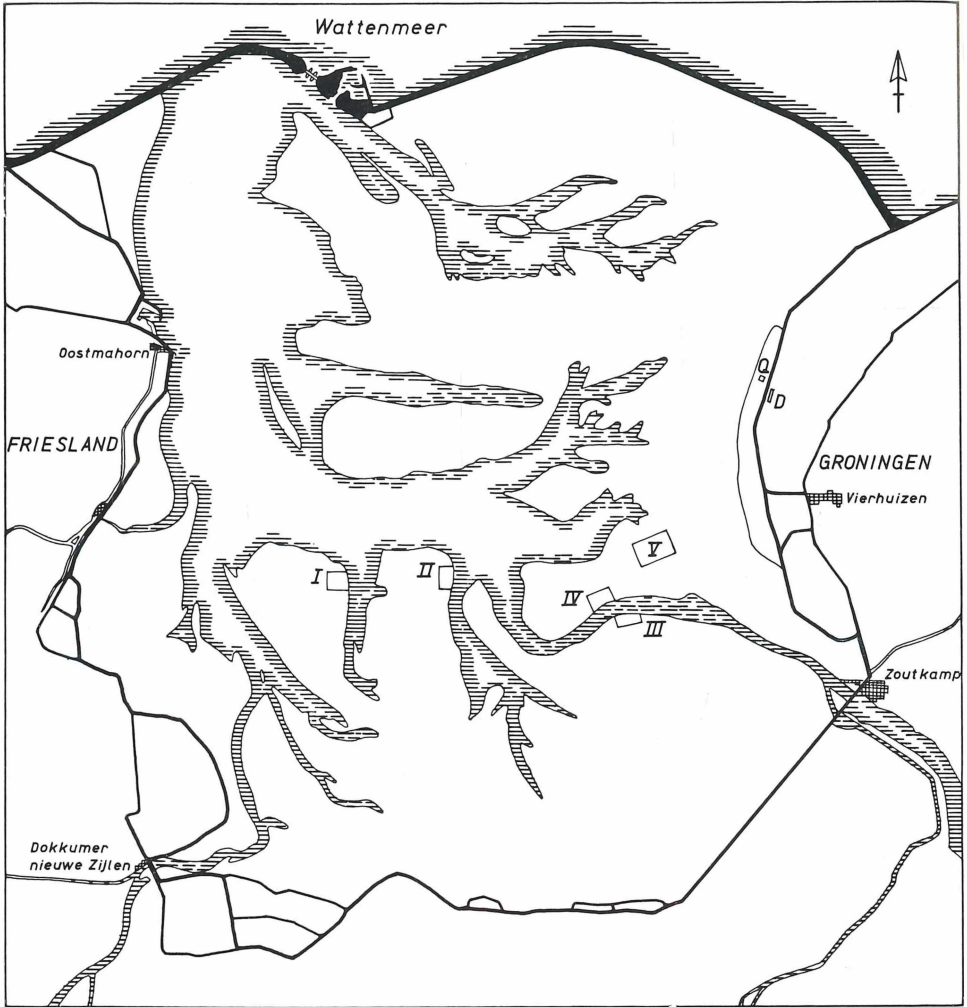 Wattenmeer
Oostmahorn
Q
D
FRIESLAND
GRONINGEN
Vierhuizen
V
I
II
IV
III
Zoutkamp
Dokkumer
nieuwe Zijlen